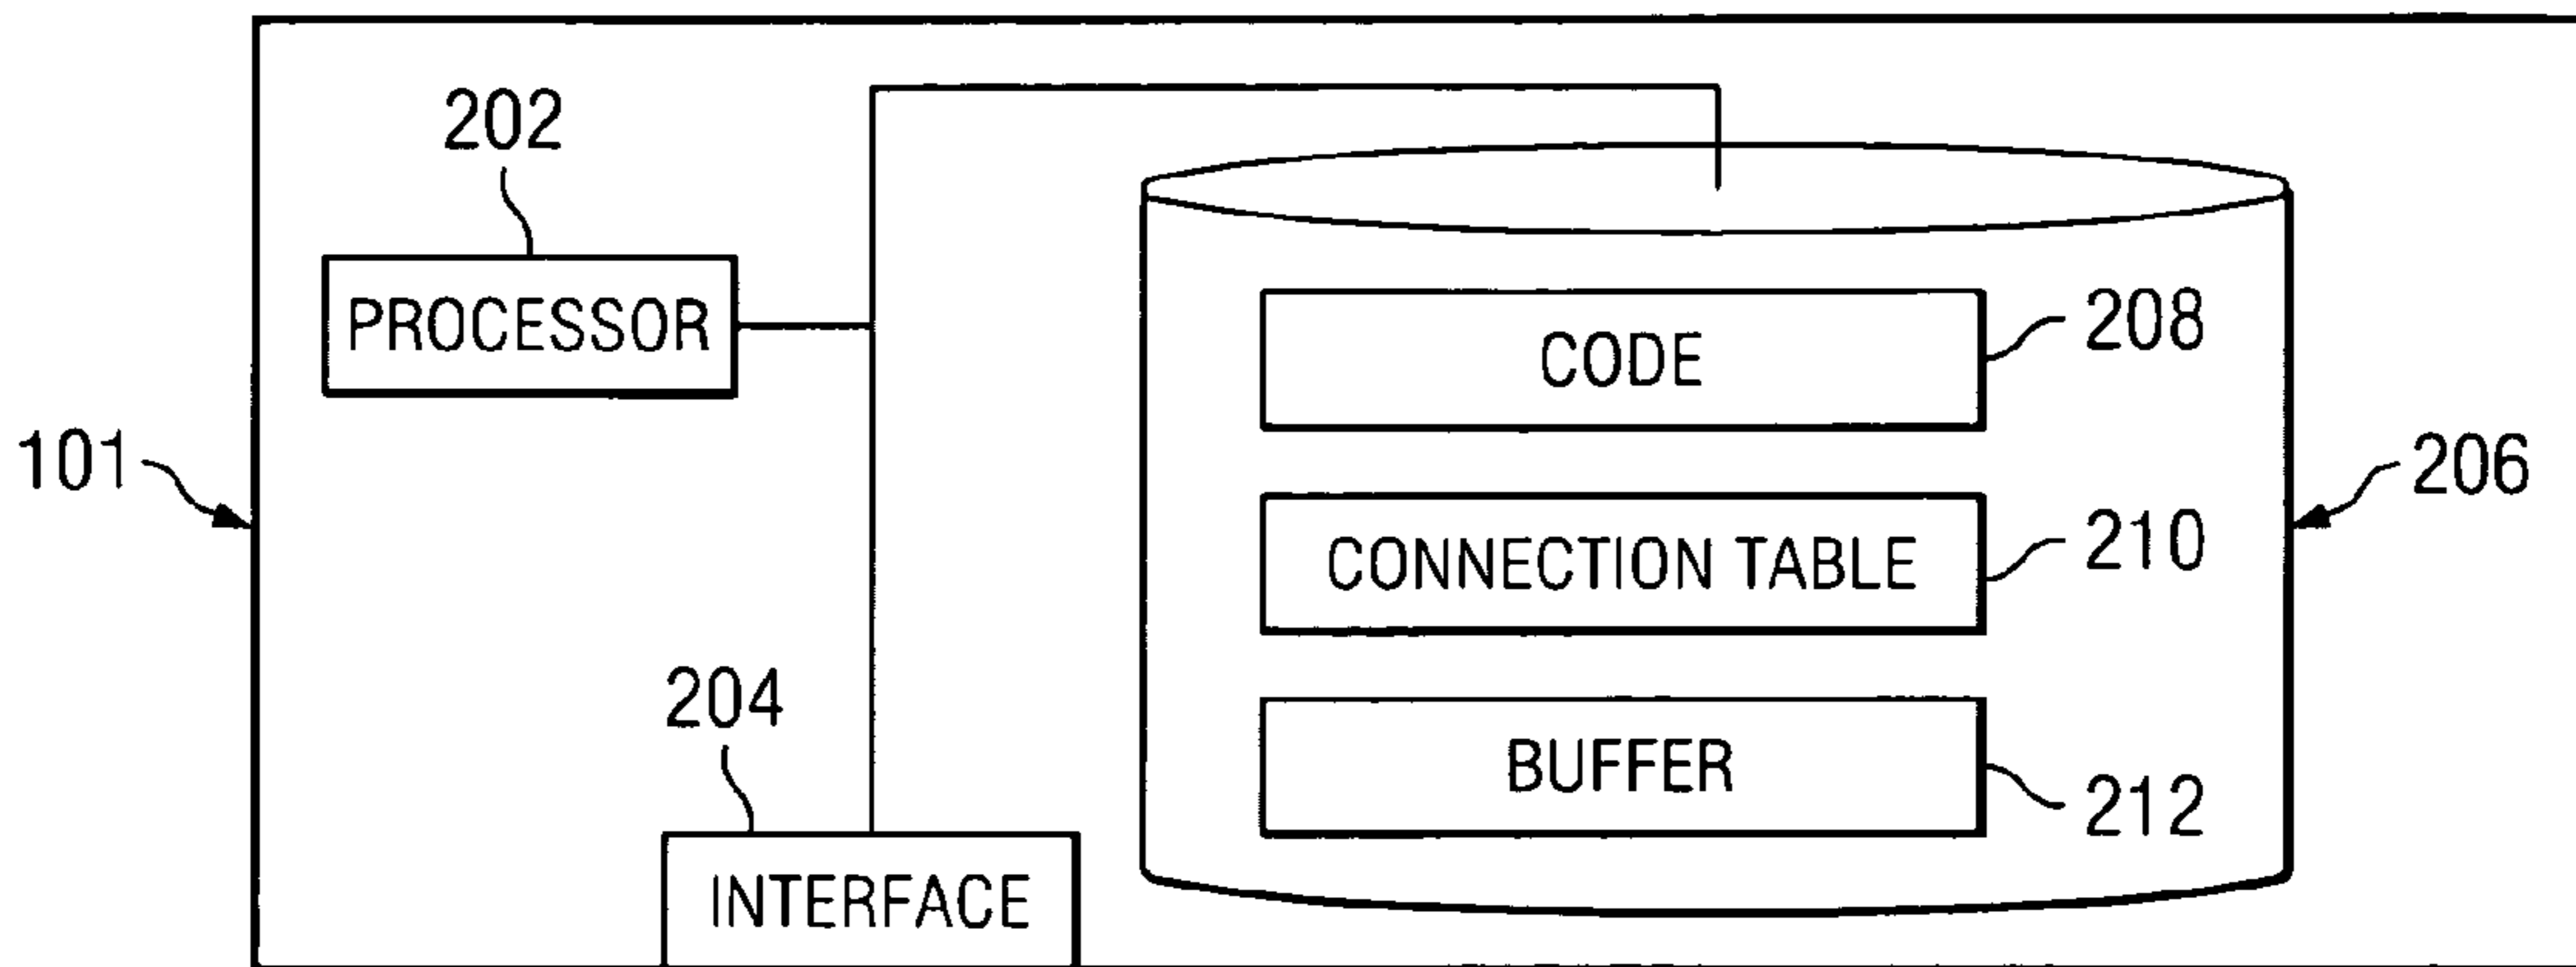 202
PROCESSOR
101
204
INTERFACE
CODE
208
CONNECTION TABLE
210
BUFFER
212
206